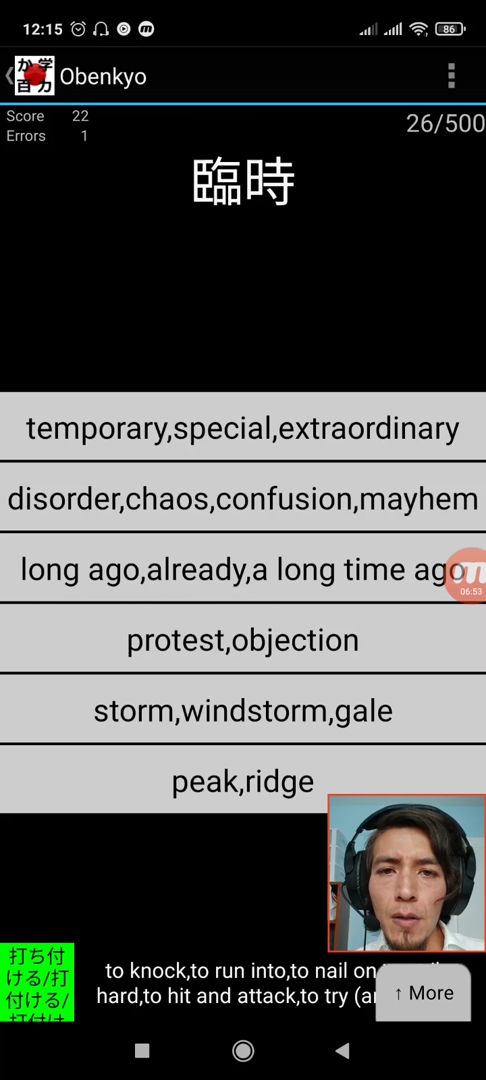 12:15
86
Obenkyo
Score 22
Errors 1
26/500
臨時
temporary,special,extraordinary
disorder,chaos,confusion,mayhem
long ago,already,a long time ago
06:53
protest,objection
storm,windstorm,gale
peak,ridge
打ち付
ける/打
付ける/
to knock,to run into,to nail on
hard,to hit and attack,to try
↑ More